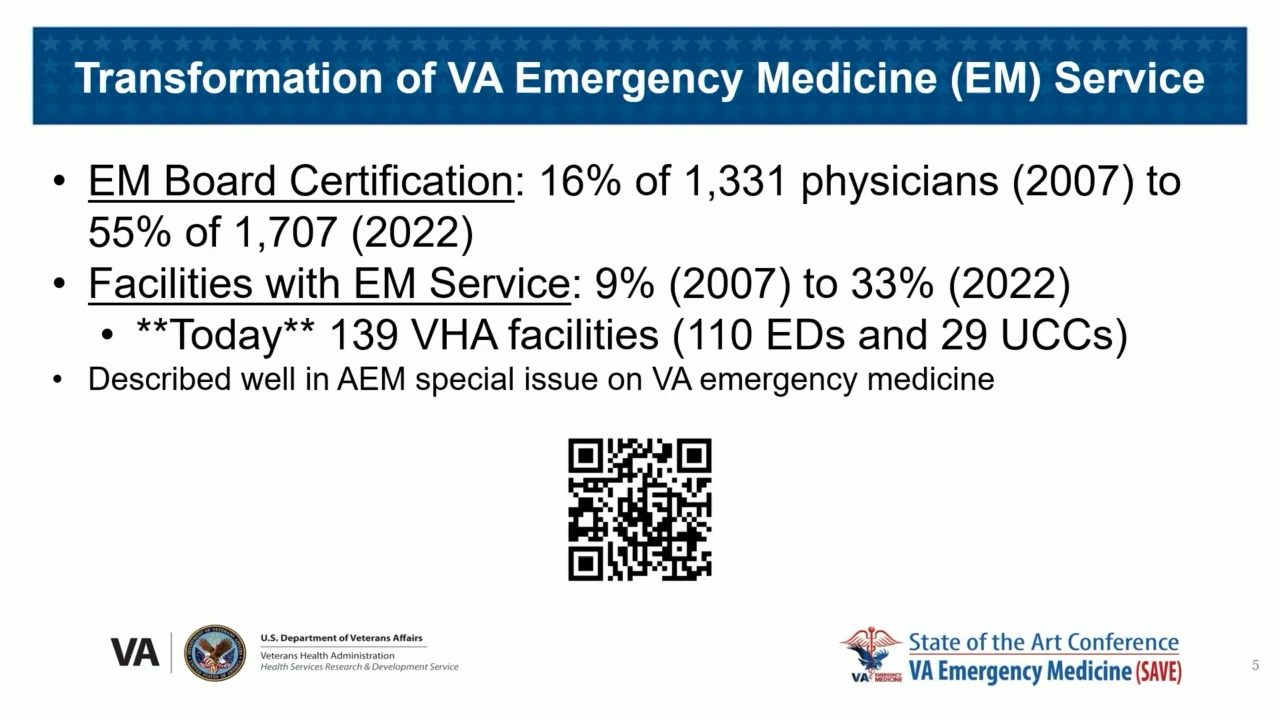 Transformation of VA Emergency Medicine (EM) Service
• EM Board Certification: 16% of 1,331 physicians (2007) to
55% of 1,707 (2022)
• Facilities with EM Service: 9% (2007) to 33% (2022)
• **Today** 139 VHA facilities (110 EDs and 29 UCCs)
• Described well in AEM special issue on VA emergency medicine
VA
U.S. Department of Veterans Affairs
Veterans Health Administration
Health Services Research & Development Service
VA EMERGENCY MEDICINE
State of the Art Conference
VA Emergency Medicine (SAVE)
5